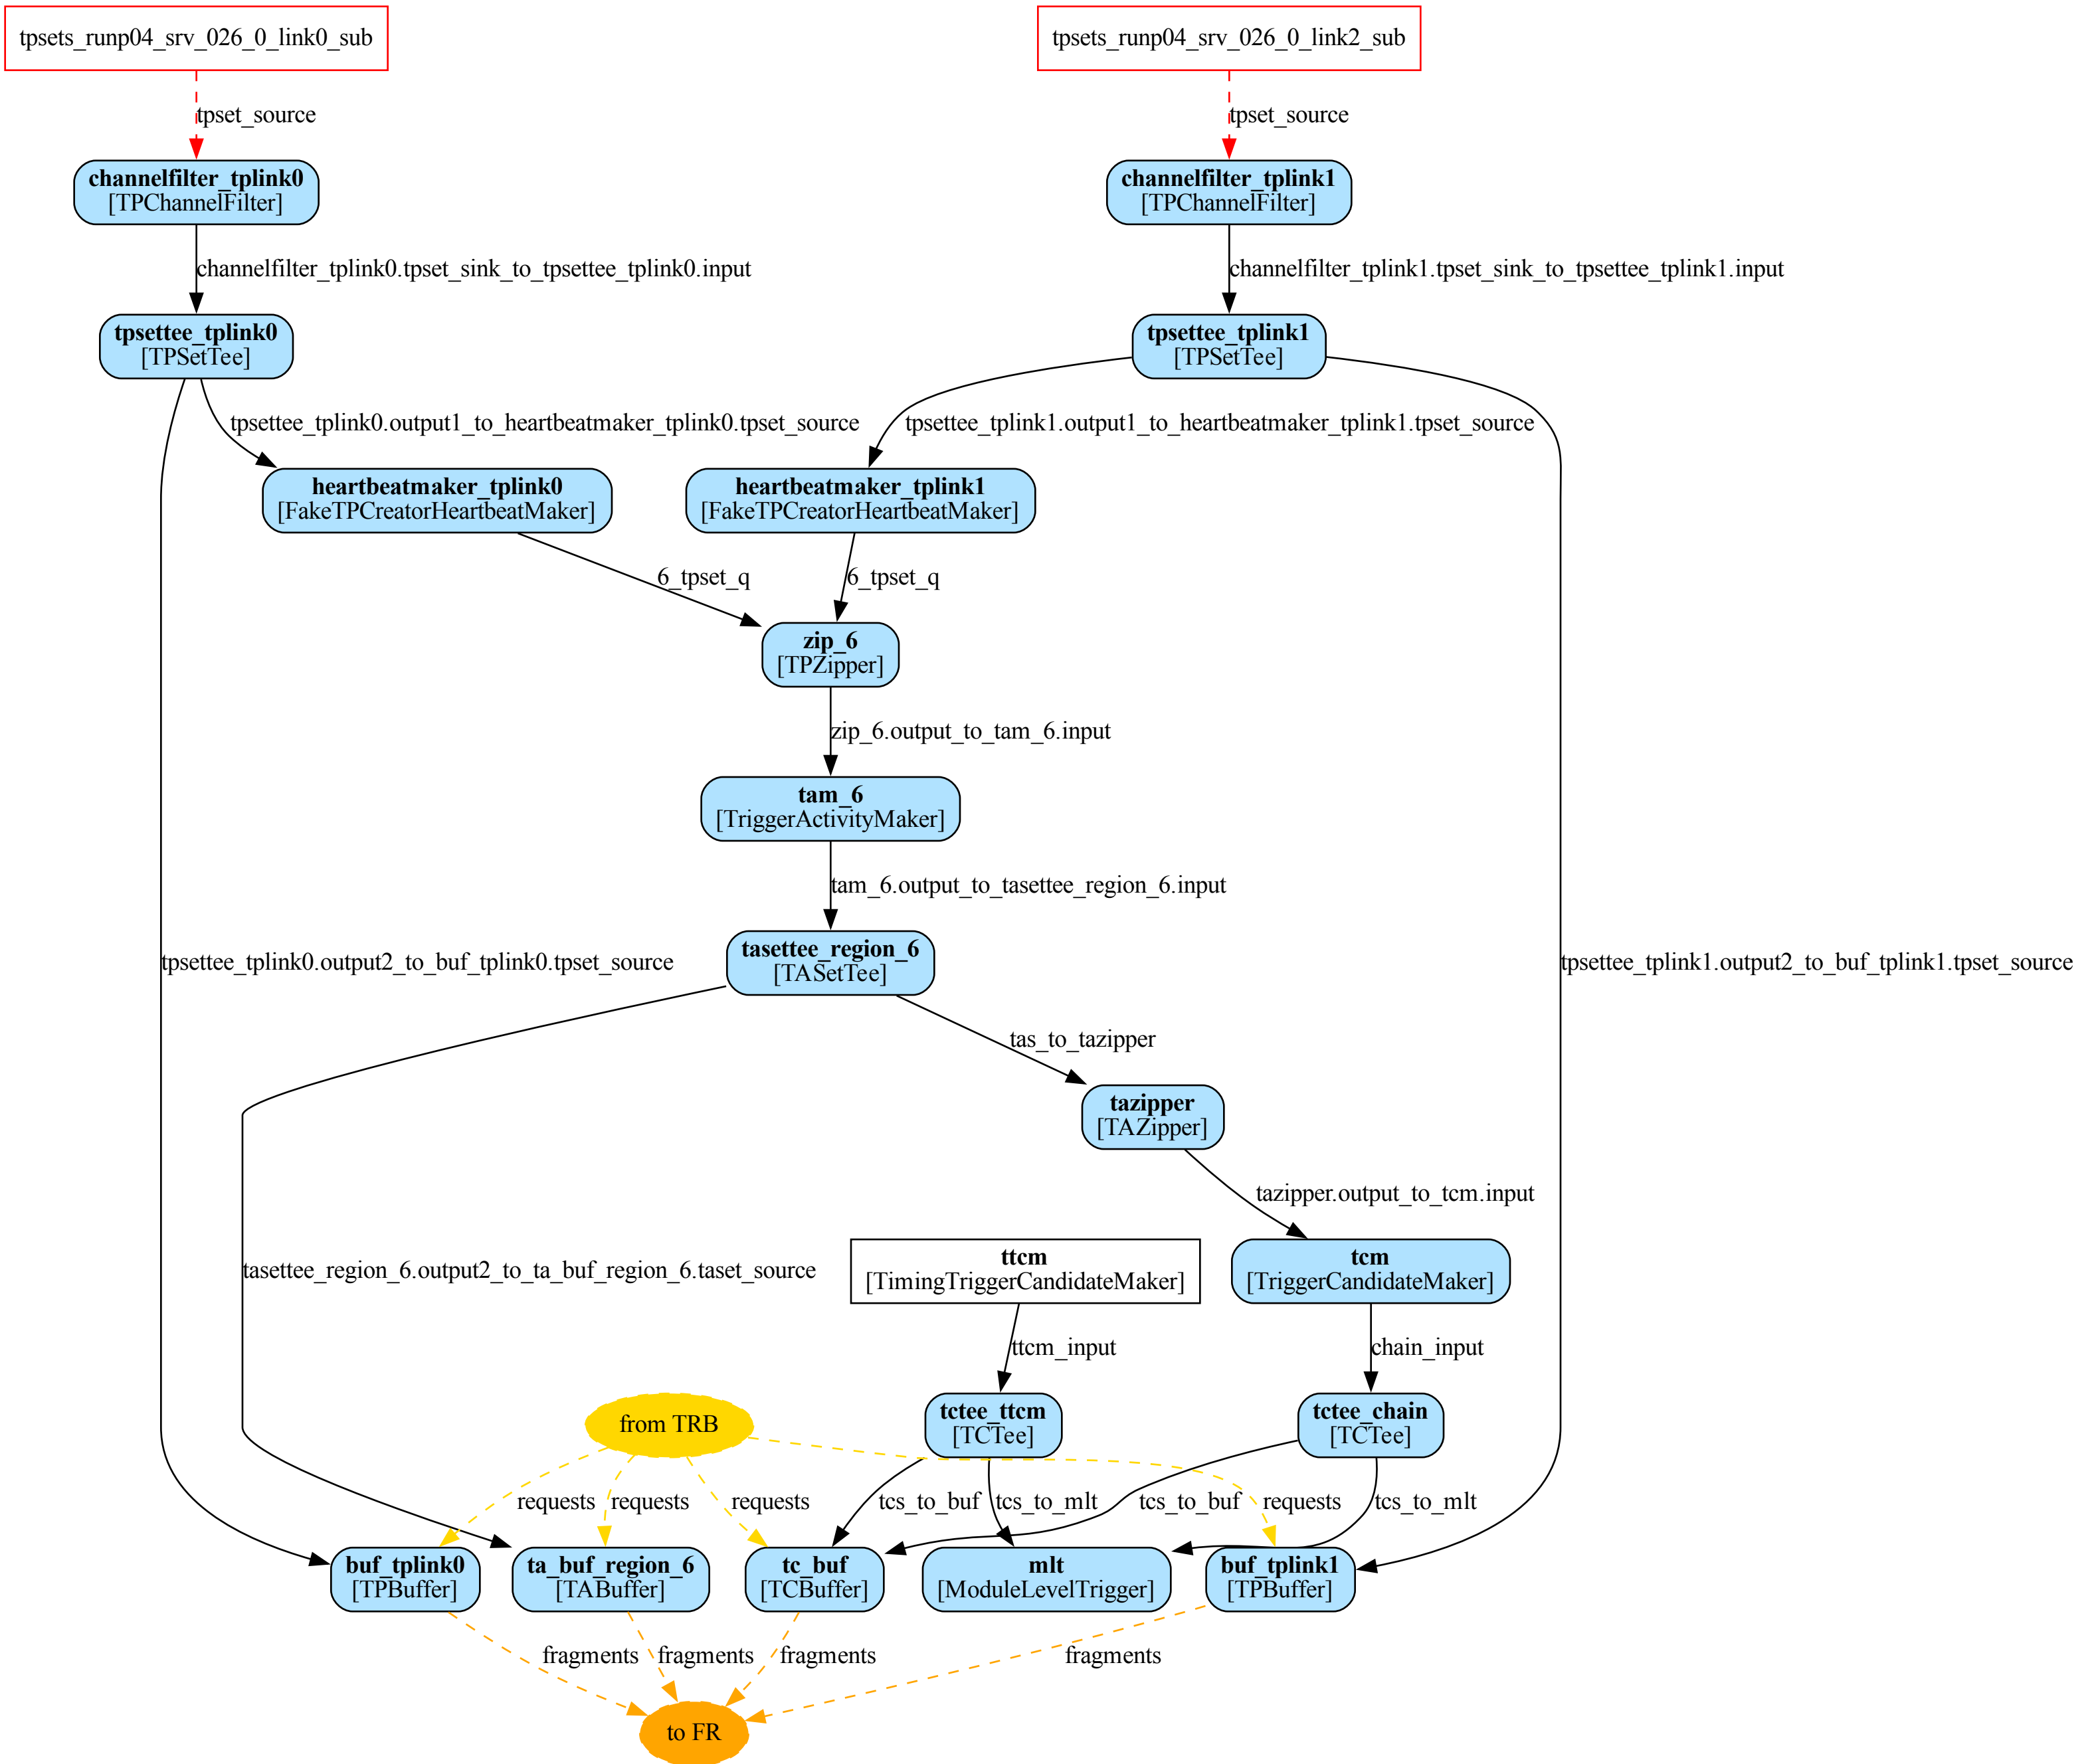 tpsets_runp04_srv_026_0_link0_sub
tpsets_runp04_srv_026_0_link2_sub
tpset_source
tpset_source
channelfilter_tplink0
[TPChannelFilter]
channelfilter_tplink1
[TPChannelFilter]
channelfilter_tplink0.tpset_sink_to_tpsettee_tplink0.input
channelfilter_tplink1.tpset_sink_to_tpsettee_tplink1.input
tpsettee_tplink0
[TPSetTee]
tpsettee_tplink1
[TPSetTee]
tpsettee_tplink0.output1_to_heartbeatmaker_tplink0.tpset_source
tpsettee_tplink1.output1_to_heartbeatmaker_tplink1.tpset_source
heartbeatmaker_tplink0
[FakeTPCreatorHeartbeatMaker]
heartbeatmaker_tplink1
[FakeTPCreatorHeartbeatMaker]
6_tpset_q
6_tpset_q
zip_6
[TPZipper]
zip_6.output_to_tam_6.input
tam_6
[TriggerActivityMaker]
tam_6.output_to_tasettee_region_6.input
tasettee_region_6
[TASetTee]
tpsettee_tplink0.output2_to_buf_tplink0.tpset_source
tpsettee_tplink1.output2_to_buf_tplink1.tpset_source
tas_to_tazipper
tazipper
[TAZipper]
tazipper.output_to_tcm.input
tasettee_region_6.output2_to_ta_buf_region_6.taset_source
ttcm
[TimingTriggerCandidateMaker]
tcm
[TriggerCandidateMaker]
ttcm_input
chain_input
from TRB
tctee_ttcm
[TCTee]
tctee_chain
[TCTee]
requests
requests
requests
tcs_to_buf
tcs_to_mlt
tcs_to_buf
requests
tcs_to_mlt
buf_tplink0
[TPBuffer]
ta_buf_region_6
[TABuffer]
tc_buf
[TCBuffer]
mlt
[ModuleLevelTrigger]
buf_tplink1
[TPBuffer]
fragments
fragments
fragments
fragments
to FR